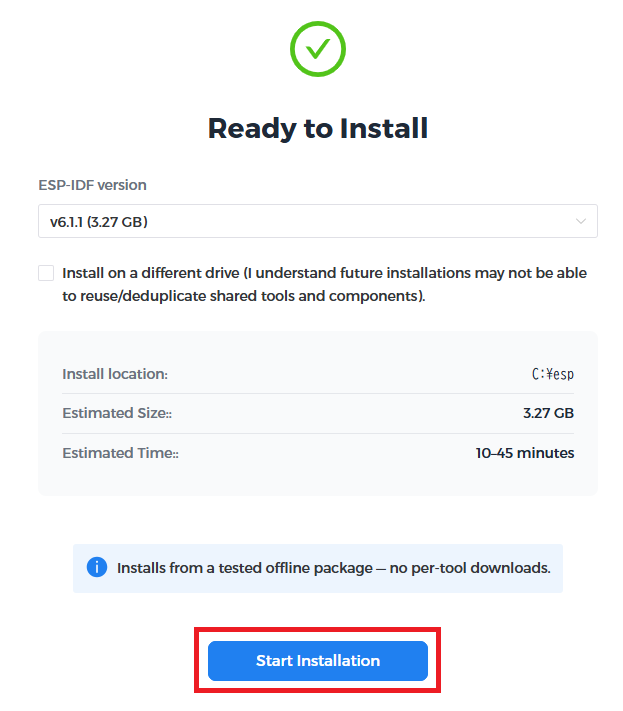 Ready to Install
ESP-IDF version
v6.1.1 (3.27 GB)
Install on a different drive (I understand future installations may not be able
to reuse/deduplicate shared tools and components).
Install location: C:¥esp
Estimated Size:: 3.27 GB
Estimated Time:: 10–45 minutes
Installs from a tested offline package — no per-tool downloads.
Start Installation